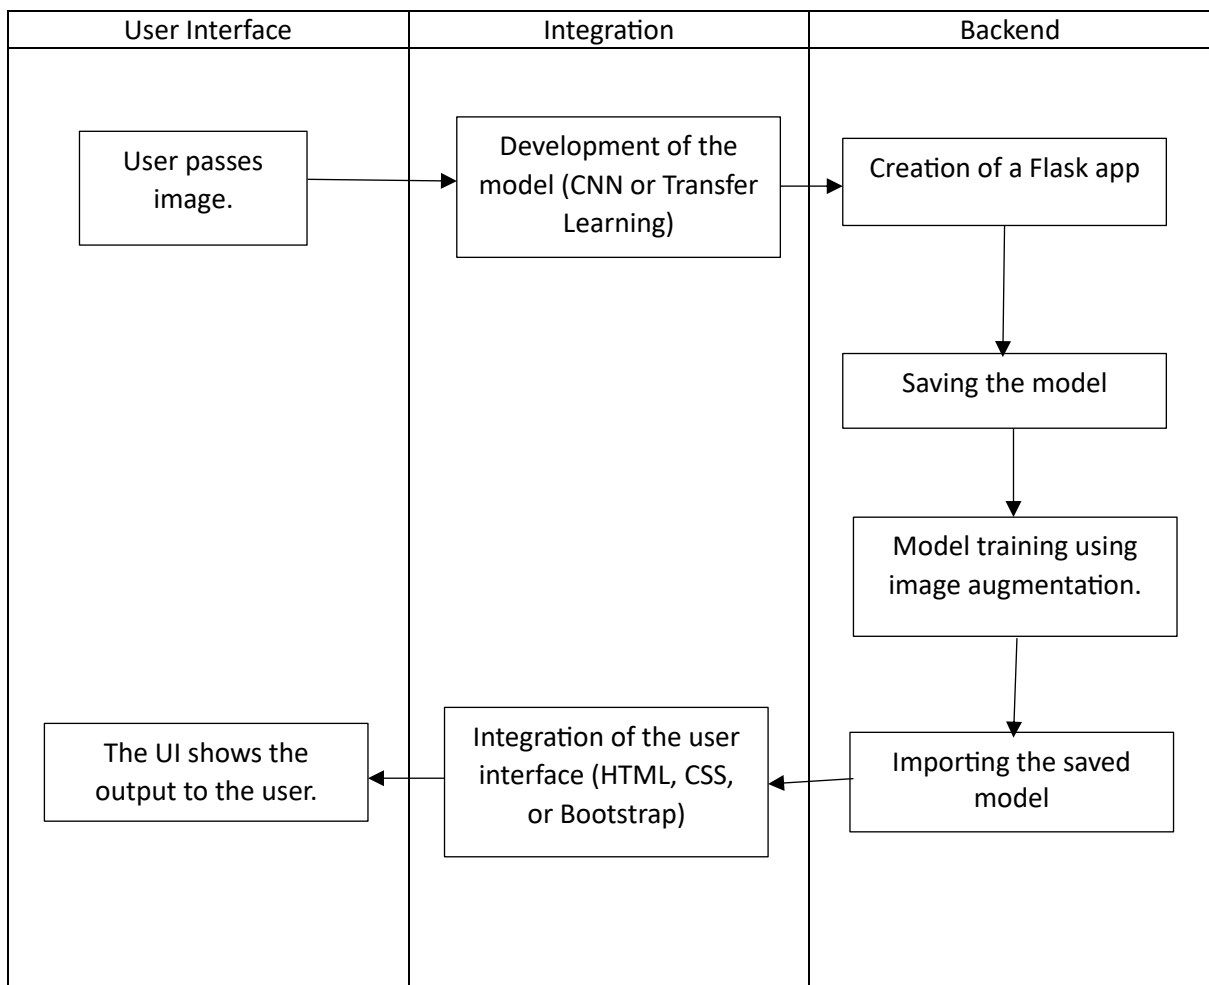 User Interface
Integration
Backend
User passes
image.
Development of the
model (CNN or Transfer
Learning)
Creation of a Flask app
Saving the model
Model training using
image augmentation.
Importing the saved
model
Integration of the user
interface (HTML, CSS,
or Bootstrap)
The UI shows the
output to the user.